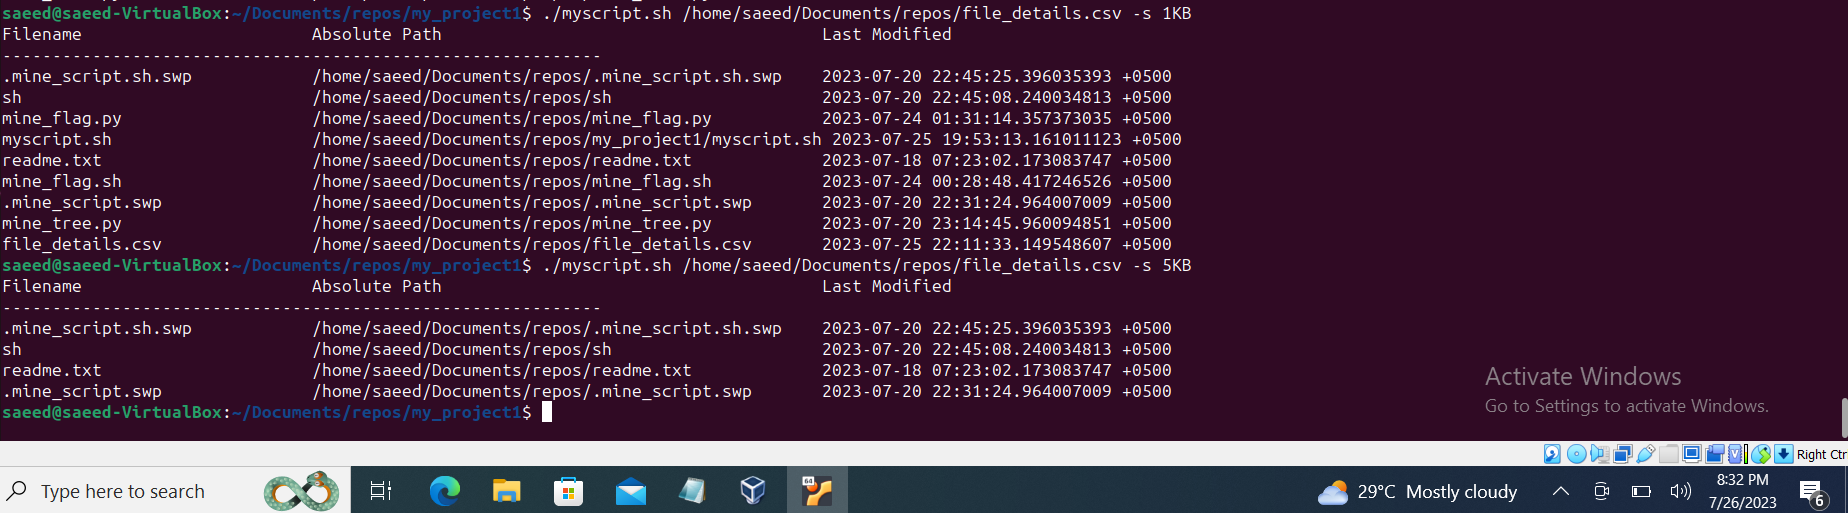 saeed@saeed-VirtualBox:~/Documents/repos/my_project1$ ./myscript.sh /home/saeed/Documents/repos/file_details.csv -s 1KB
Filename Absolute Path Last Modified
------------------------------------------------------------
.mine_script.sh.swp /home/saeed/Documents/repos/.mine_script.sh.swp 2023-07-20 22:45:25.396035393 +0500
sh /home/saeed/Documents/repos/sh 2023-07-20 22:45:08.240034813 +0500
mine_flag.py /home/saeed/Documents/repos/mine_flag.py 2023-07-24 01:31:14.357373035 +0500
myscript.sh /home/saeed/Documents/repos/my_project1/myscript.sh 2023-07-25 19:53:13.161011123 +0500
readme.txt /home/saeed/Documents/repos/readme.txt 2023-07-18 07:23:02.173083747 +0500
mine_flag.sh /home/saeed/Documents/repos/mine_flag.sh 2023-07-24 00:28:48.417246526 +0500
.mine_script.swp /home/saeed/Documents/repos/.mine_script.swp 2023-07-20 22:31:24.964007009 +0500
mine_tree.py /home/saeed/Documents/repos/mine_tree.py 2023-07-20 23:14:45.960094851 +0500
file_details.csv /home/saeed/Documents/repos/file_details.csv 2023-07-25 22:11:33.149548607 +0500
saeed@saeed-VirtualBox:~/Documents/repos/my_project1$ ./myscript.sh /home/saeed/Documents/repos/file_details.csv -s 5KB
Filename Absolute Path Last Modified
------------------------------------------------------------
.mine_script.sh.swp /home/saeed/Documents/repos/.mine_script.sh.swp 2023-07-20 22:45:25.396035393 +0500
sh /home/saeed/Documents/repos/sh 2023-07-20 22:45:08.240034813 +0500
readme.txt /home/saeed/Documents/repos/readme.txt 2023-07-18 07:23:02.173083747 +0500
.mine_script.swp /home/saeed/Documents/repos/.mine_script.swp 2023-07-20 22:31:24.964007009 +0500
saeed@saeed-VirtualBox:~/Documents/repos/my_project1$
Activate Windows
Go to Settings to activate Windows.
Right Ctr
Type here to search
64
29°C Mostly cloudy
8:32 PM
7/26/2023
6